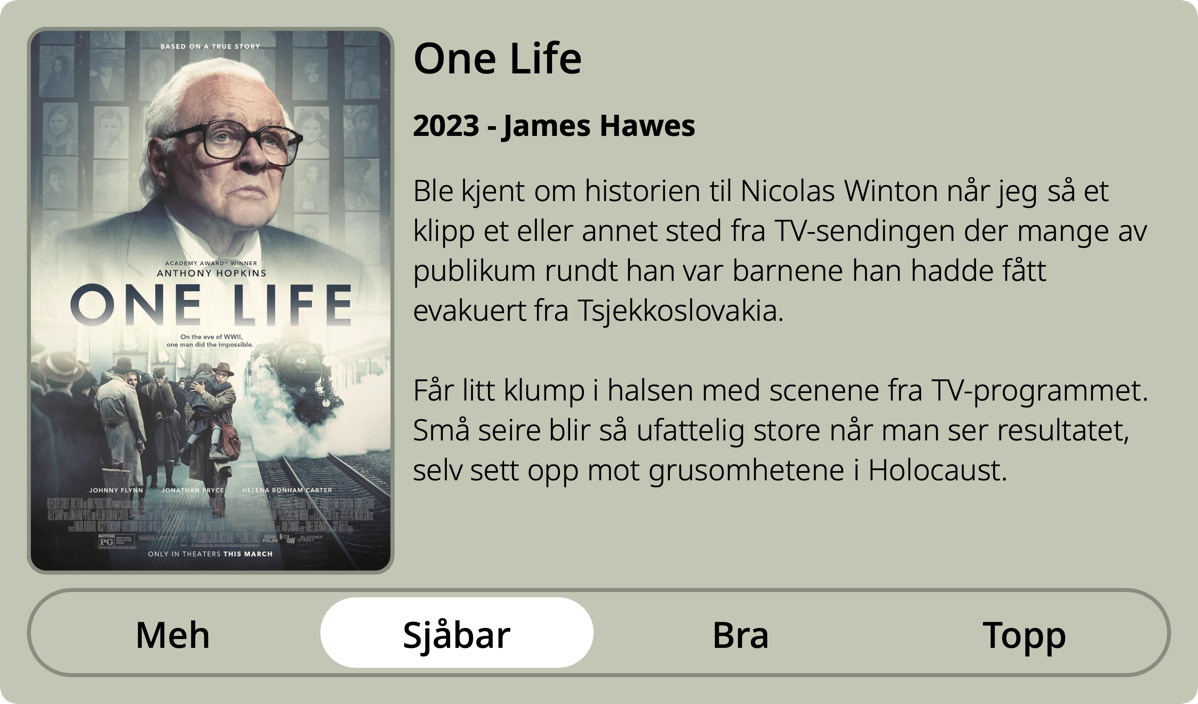 BASED ON A TRUE STORY
ACADEMY AWARD® WINNER
ANTHONY HOPKINS
ONE LIFE
On the eve of WWII,
one man did the impossible.
JOHNNY FLYNN JONATHAN PRYCE HELENA BONHAM CARTER
PG
ONLY IN THEATERS THIS MARCH
One Life
2023 - James Hawes
Ble kjent om historien til Nicolas Winton når jeg så et
klipp et eller annet sted fra TV-sendingen der mange av
publikum rundt han var barnene han hadde fått
evakuert fra Tsjekkoslovakia.
Får litt klump i halsen med scenene fra TV-programmet.
Små seire blir så ufattelig store når man ser resultatet,
selv sett opp mot grusomhetene i Holocaust.
Meh Sjåbar Bra Topp